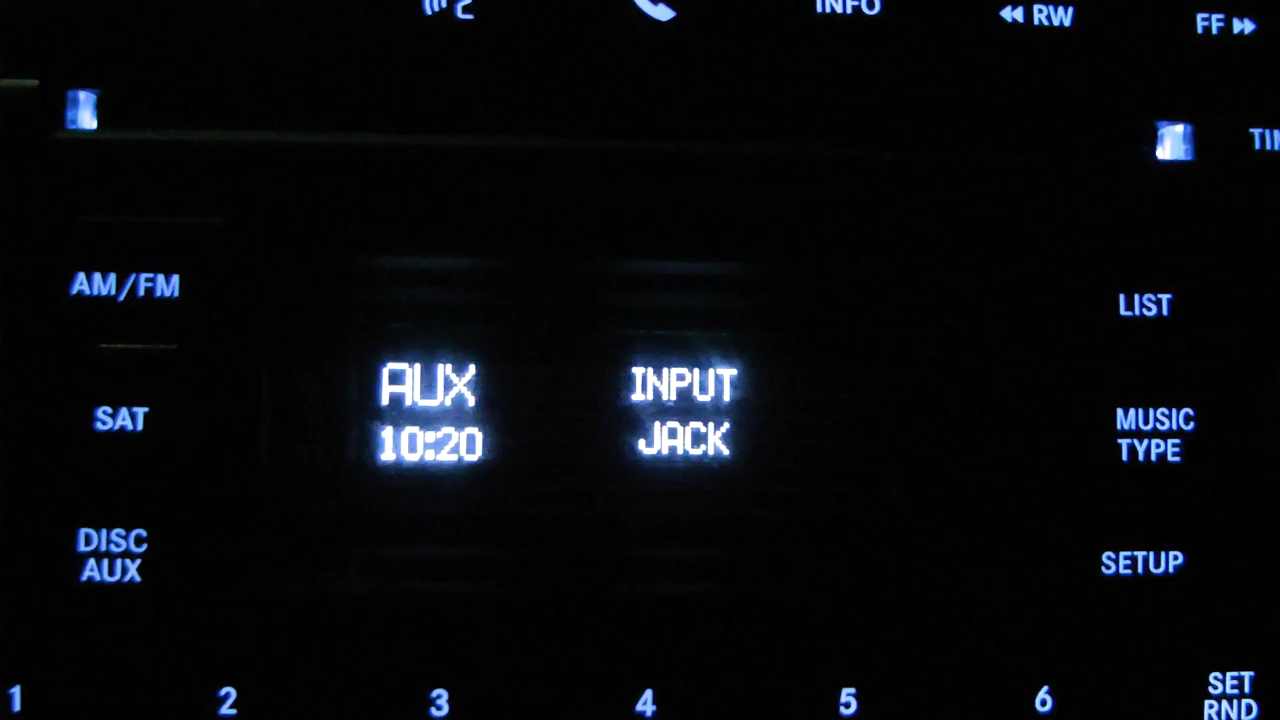 INFO
RW
FF
AM/FM
LIST
AUX
INPUT
SAT
10:20
JACK
MUSIC
TYPE
DISC
AUX
SETUP
1 2 3 4 5 6 SET
RND